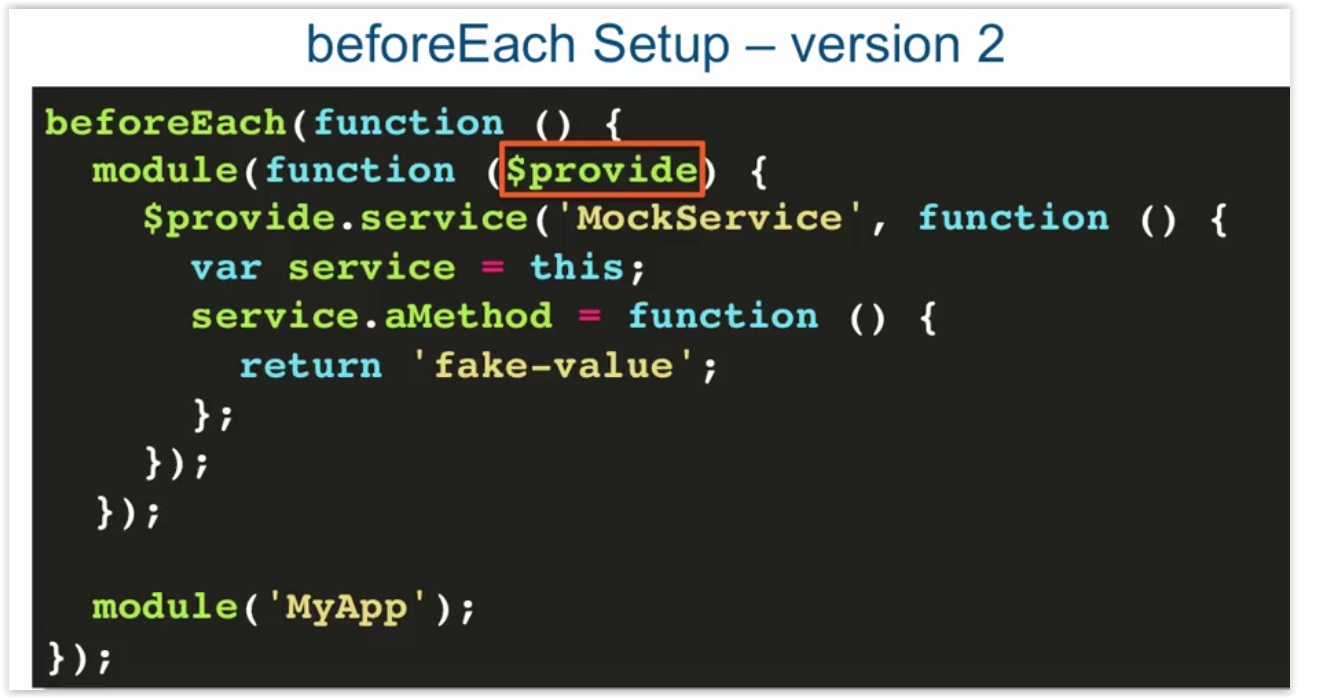 beforeEach Setup – version 2
beforeEach(function () {
  module(function ($provide) {
    $provide.service('MockService', function () {
      var service = this;
      service.aMethod = function () {
        return 'fake-value';
      };
    });
  });

  module('MyApp');
});